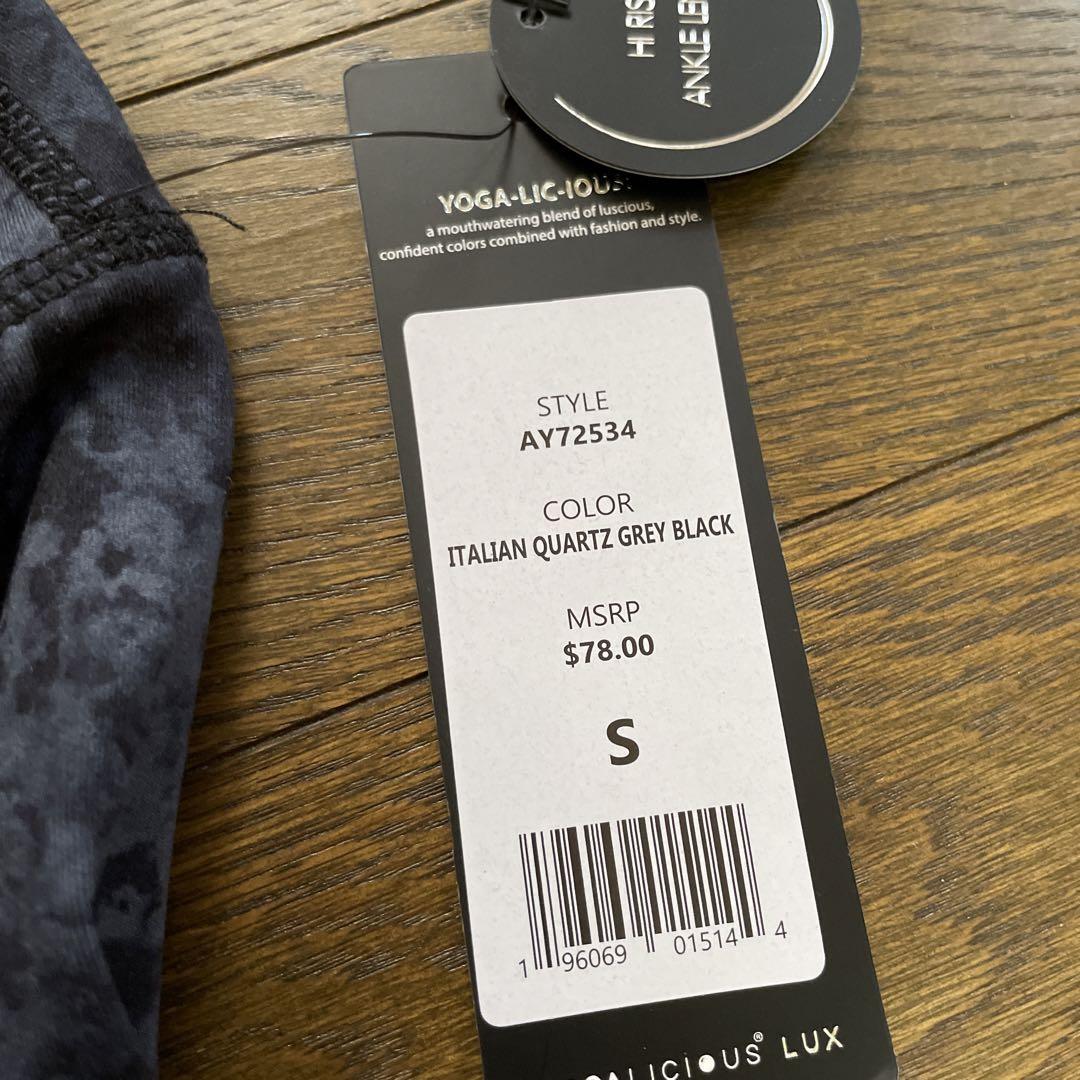 HI RIS
ANKLE LE
YOGA-LIC-IOUS:
a mouthwatering blend of luscious,
confident colors combined with fashion and style.
STYLE
AY72534
COLOR
ITALIAN QUARTZ GREY BLACK
MSRP
$78.00
S
1 96069 01514 4
ALICIOUS® LUX